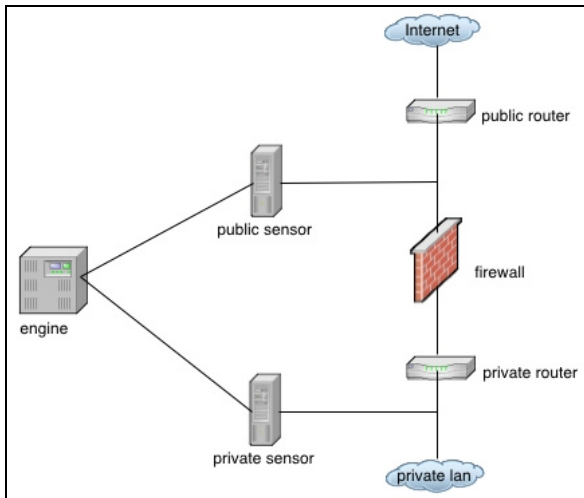 Internet
public router
public sensor
firewall
engine
private router
private sensor
private lan